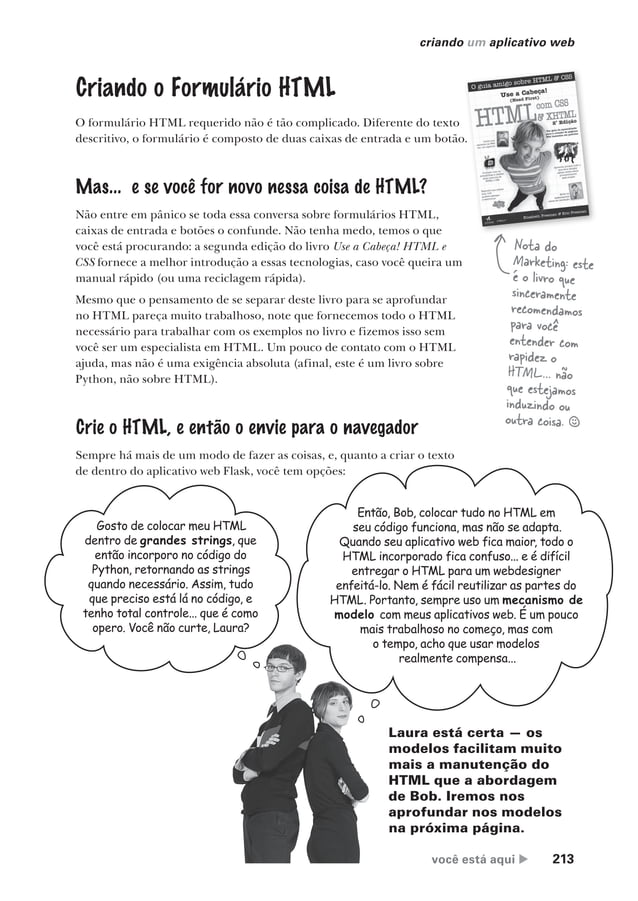 criando um aplicativo web
Criando o Formulário HTML
O formulário HTML requerido não é tão complicado. Diferente do texto
descritivo, o formulário é composto de duas caixas de entrada e um botão.
O guia amigo sobre HTML & CSS
Use a Cabeça!
(Head First)
HTML com CSS
& XHTML
2ª Edição
Elisabeth Freeman & Eric Freeman
Mas... e se você for novo nessa coisa de HTML?
Não entre em pânico se toda essa conversa sobre formulários HTML,
caixas de entrada e botões o confunde. Não tenha medo, temos o que
você está procurando: a segunda edição do livro Use a Cabeça! HTML e
CSS fornece a melhor introdução a essas tecnologias, caso você queira um
manual rápido (ou uma reciclagem rápida).
Mesmo que o pensamento de se separar deste livro para se aprofundar
no HTML pareça muito trabalhoso, note que fornecemos todo o HTML
necessário para trabalhar com os exemplos no livro e fizemos isso sem
você ser um especialista em HTML. Um pouco de contato com o HTML
ajuda, mas não é uma exigência absoluta (afinal, este é um livro sobre
Python, não sobre HTML).
Nota do
Marketing: este
é o livro que
sinceramente
recomendamos
para você
entender com
rapidez o
HTML... não
que estejamos
induzindo ou
outra coisa. ☺
Crie o HTML, e então o envie para o navegador
Sempre há mais de um modo de fazer as coisas, e, quanto a criar o texto
de dentro do aplicativo web Flask, você tem opções:
Gosto de colocar meu HTML
dentro de grandes strings, que
então incorporo no código do
Python, retornando as strings
quando necessário. Assim, tudo
que preciso está lá no código, e
tenho total controle... que é como
opero. Você não curte, Laura?
Então, Bob, colocar tudo no HTML em
seu código funciona, mas não se adapta.
Quando seu aplicativo web fica maior, todo o
HTML incorporado fica confuso... e é difícil
entregar o HTML para um webdesigner
enfeitá-lo. Nem é fácil reutilizar as partes do
HTML. Portanto, sempre uso um mecanismo de
modelo com meus aplicativos web. É um pouco
mais trabalhoso no começo, mas com
o tempo, acho que usar modelos
realmente compensa...
Laura está certa — os
modelos facilitam muito
mais a manutenção do
HTML que a abordagem
de Bob. Iremos nos
aprofundar nos modelos
na próxima página.
você está aqui ▶ 213